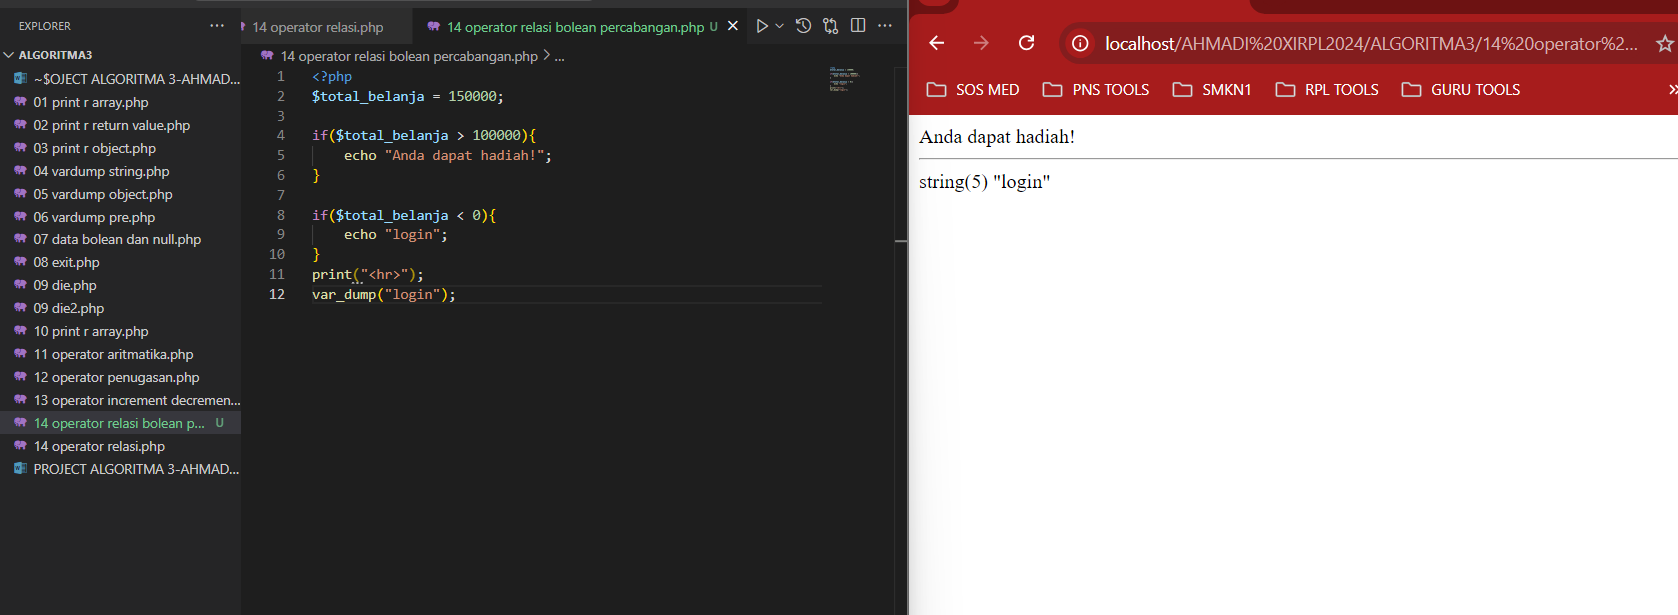 EXPLORER
ALGORITMA3
~$OJECT ALGORITMA 3-AHMAD...
01 print r array.php
02 print r return value.php
03 print r object.php
04 vardump string.php
05 vardump object.php
06 vardump pre.php
07 data bolean dan null.php
08 exit.php
09 die.php
09 die2.php
10 print r array.php
11 operator aritmatika.php
12 operator penugasan.php
13 operator increment decremen...
14 operator relasi bolean p... U
14 operator relasi.php
PROJECT ALGORITMA 3-AHMAD...
14 operator relasi.php
14 operator relasi bolean percabangan.php U
14 operator relasi bolean percabangan.php > ...
1 <?php
2 $total_belanja = 150000;
3
4 if($total_belanja > 100000){
5 echo "Anda dapat hadiah!";
6 }
7
8 if($total_belanja < 0){
9 echo "login";
10 }
11 print("<hr>");
12 var_dump("login");
localhost/AHMADI%20XIRPL2024/ALGORITMA3/14%20operator%2...
SOS MED
PNS TOOLS
SMKN1
RPL TOOLS
GURU TOOLS
Anda dapat hadiah!
string(5) "login"